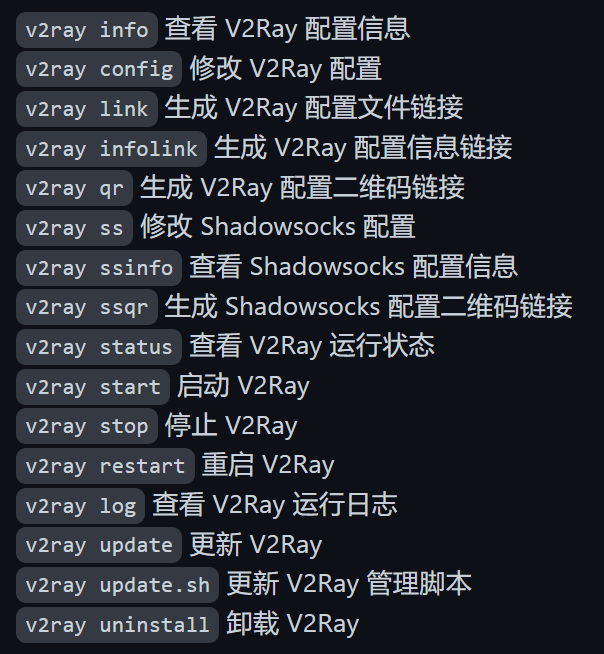 v2ray info 查看 V2Ray 配置信息
v2ray config 修改 V2Ray 配置
v2ray link 生成 V2Ray 配置文件链接
v2ray infolink 生成 V2Ray 配置信息链接
v2ray qr 生成 V2Ray 配置二维码链接
v2ray ss 修改 Shadowsocks 配置
v2ray ssinfo 查看 Shadowsocks 配置信息
v2ray ssqr 生成 Shadowsocks 配置二维码链接
v2ray status 查看 V2Ray 运行状态
v2ray start 启动 V2Ray
v2ray stop 停止 V2Ray
v2ray restart 重启 V2Ray
v2ray log 查看 V2Ray 运行日志
v2ray update 更新 V2Ray
v2ray update.sh 更新 V2Ray 管理脚本
v2ray uninstall 卸载 V2Ray